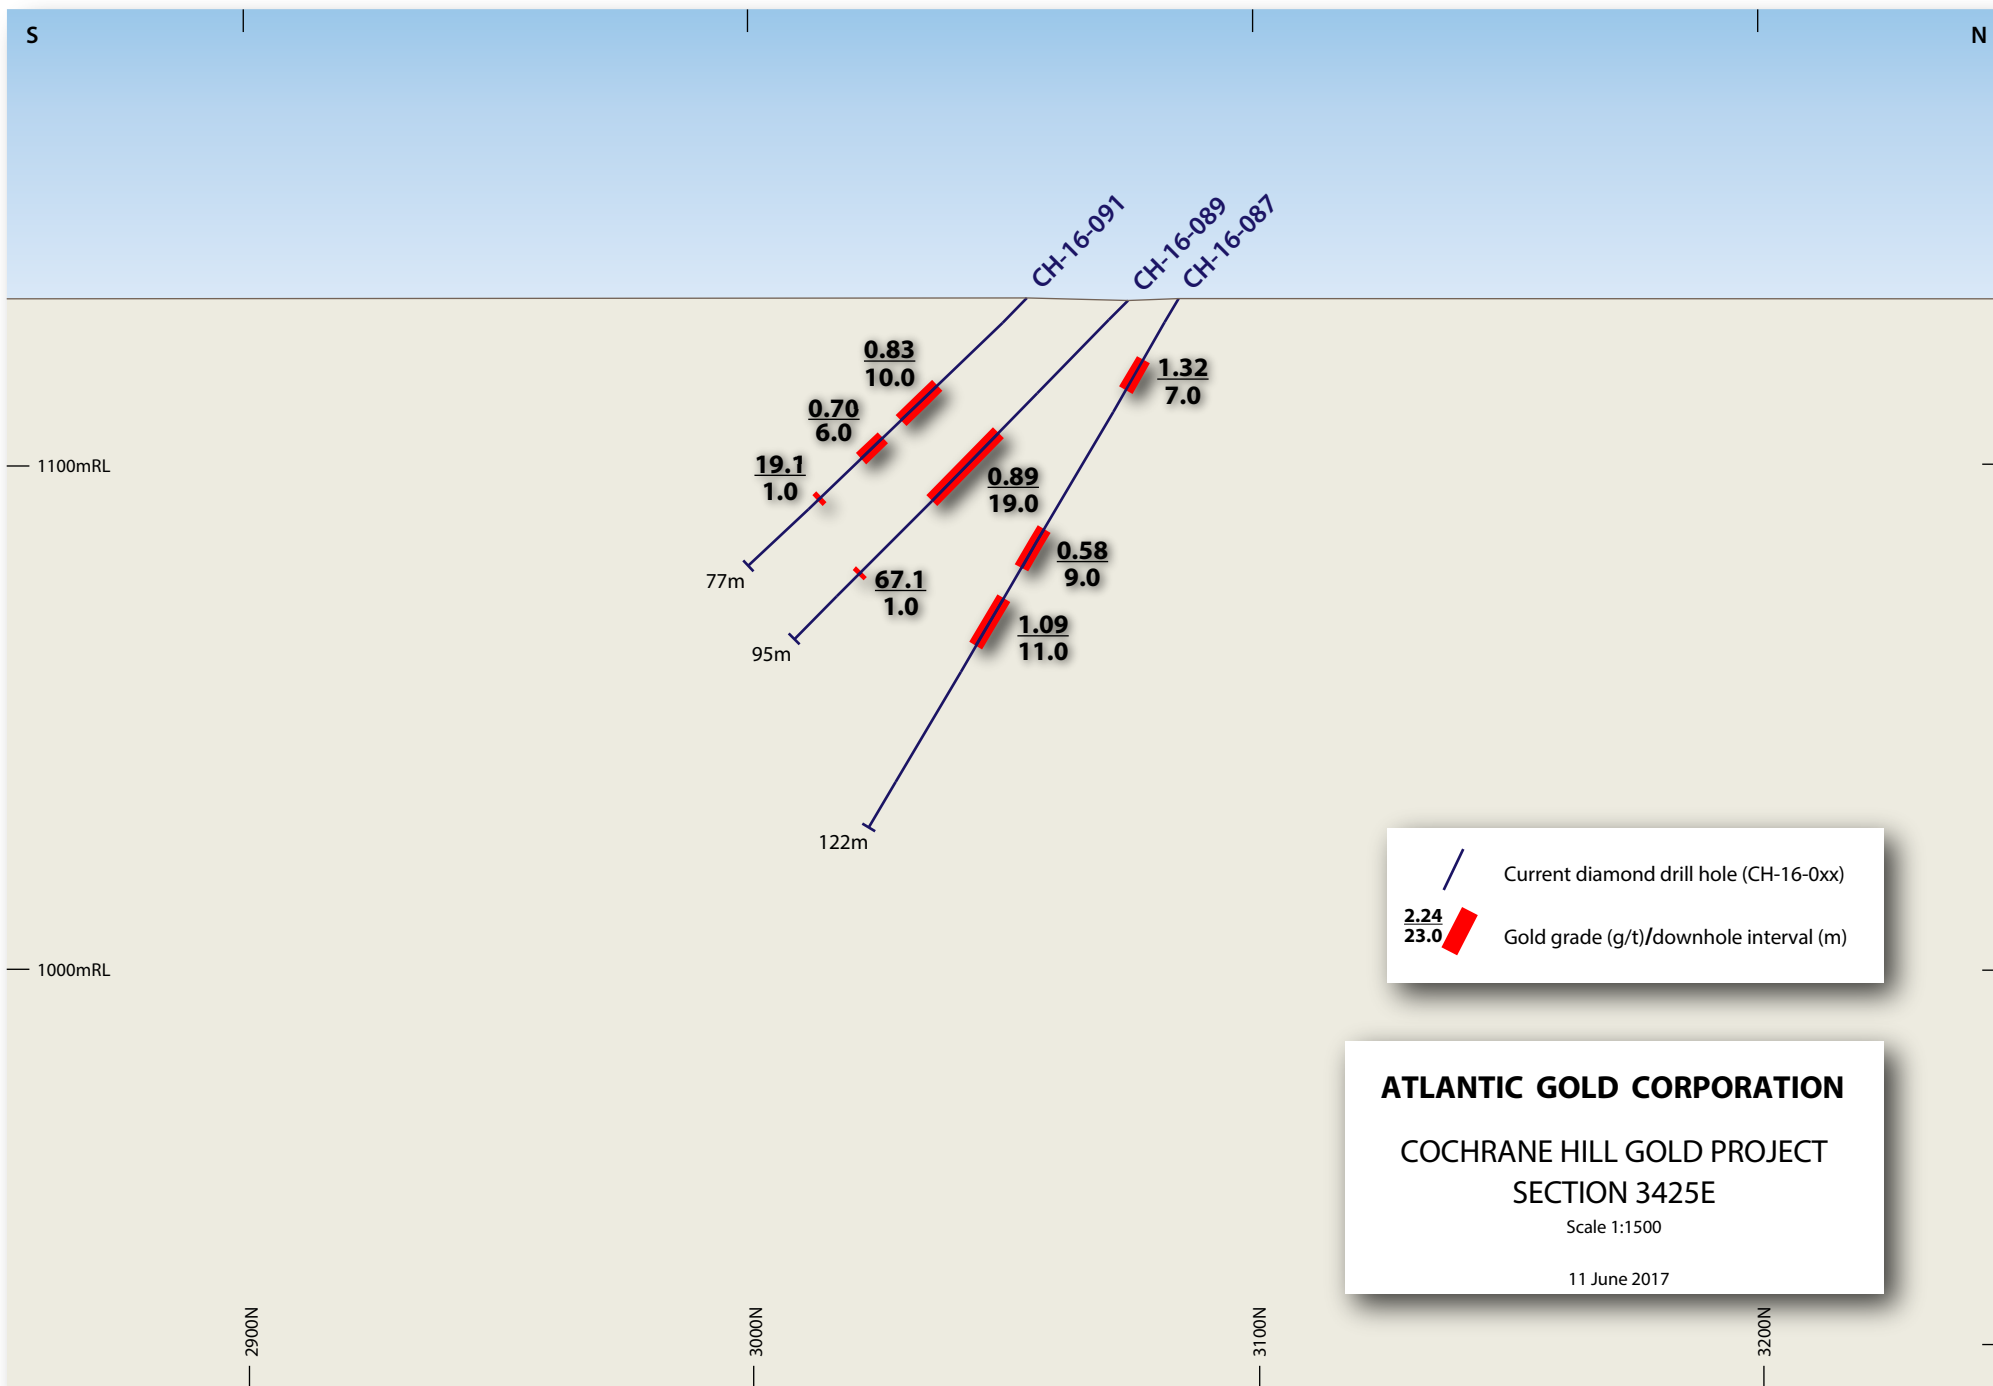 S
N
CH-16-091
CH-16-089
CH-16-087
0.83
10.0
1.32
7.0
0.70
6.0
1100mRL
19.1
1.0
0.89
19.0
0.58
9.0
77m
67.1
1.0
1.09
11.0
95m
122m
Current diamond drill hole (CH-16-0xx)
2.24
23.0
Gold grade (g/t)/downhole interval (m)
1000mRL
ATLANTIC GOLD CORPORATION
COCHRANE HILL GOLD PROJECT
SECTION 3425E
Scale 1:1500
11 June 2017
2900N
3000N
3100N
3200N